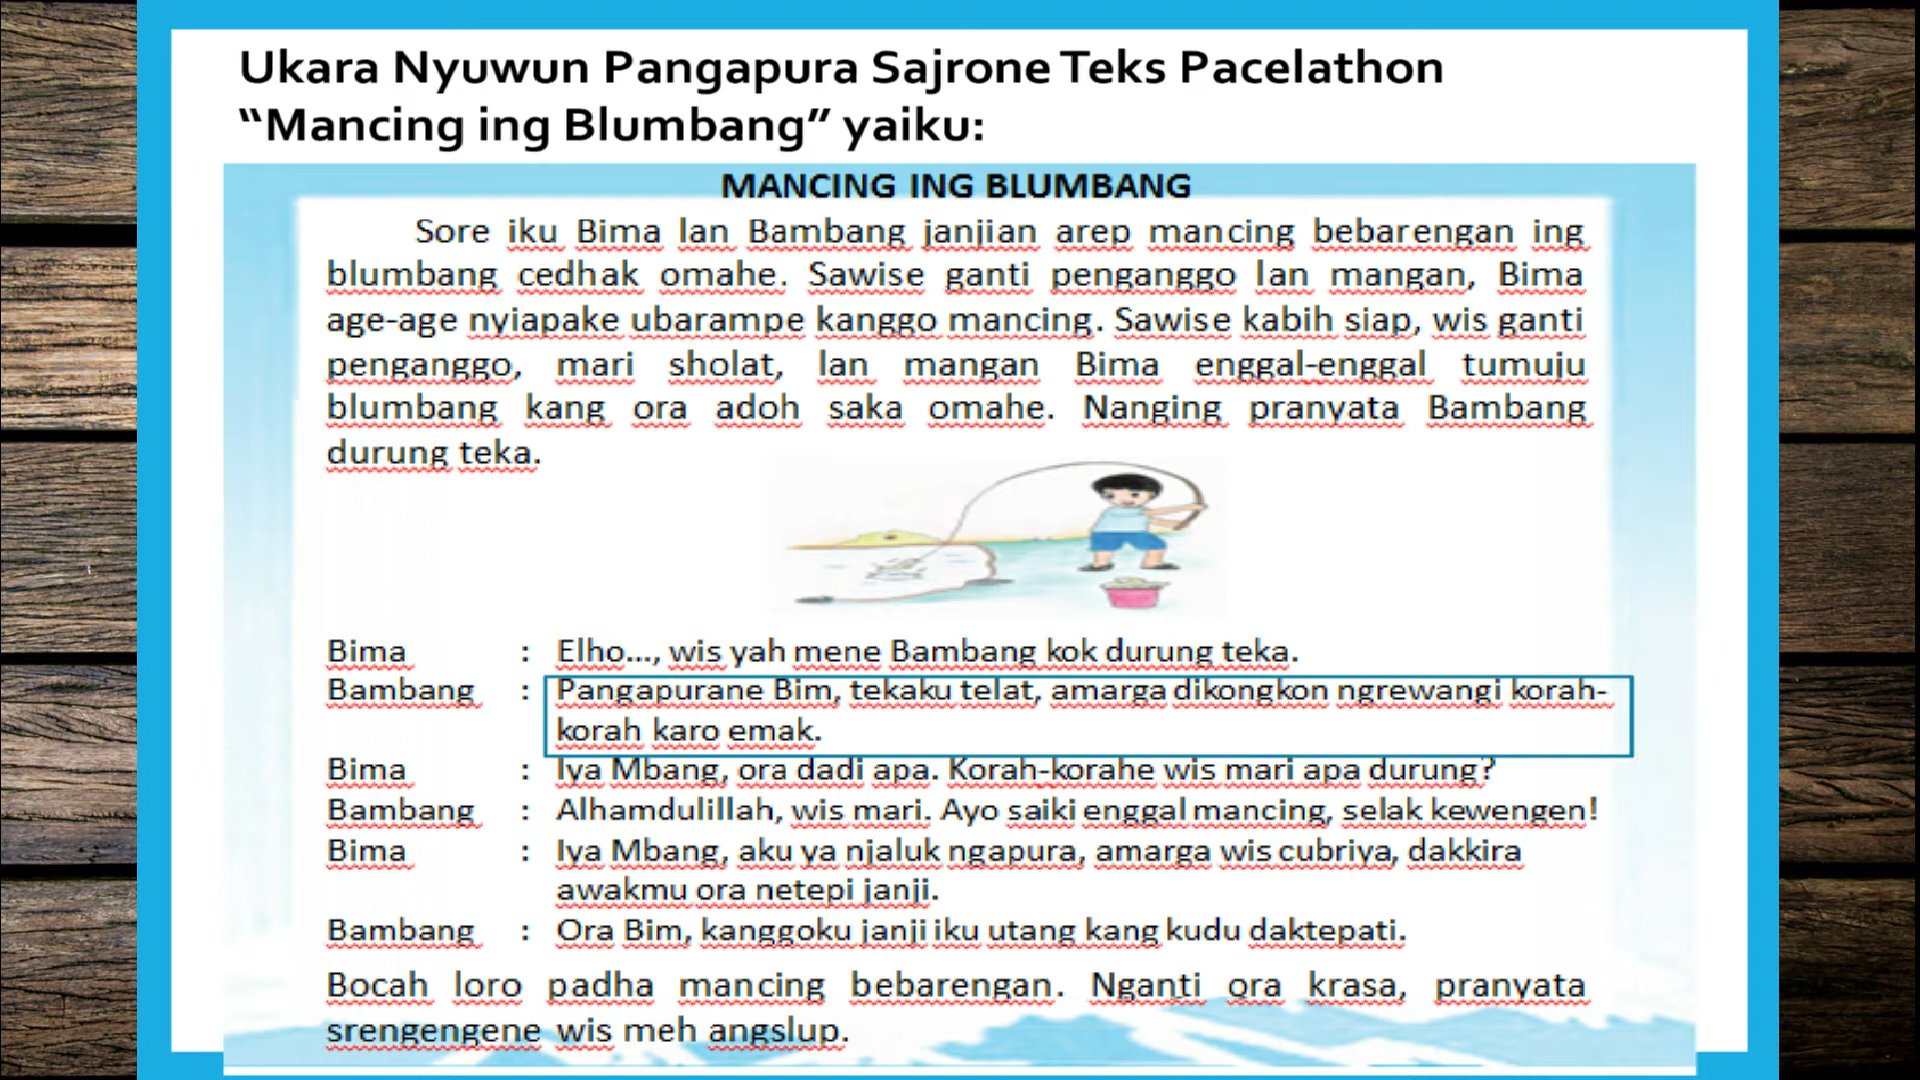 Ukara Nyuwun Pangapura Sajrone Teks Pacelathon
“Mancing ing Blumbang” yaiku:
MANCING ING BLUMBANG
Sore iku Bima lan Bambang janjian arep mancing bebarengan ing
blumbang cedhak omahe. Sawise ganti penganggo lan mangan, Bima
age-age nyiapake ubarampe kanggo mancing. Sawise kabih siap, wis ganti
penganggo, mari sholat, lan mangan Bima enggal-enggal tumuju
blumbang kang ora adoh saka omahe. Nanging pranyata Bambang
durung teka.
Bima : Elho..., wis yah mene Bambang kok durung teka.
Bambang : Pangapurane Bim, tekaku telat, amarga dikongkon ngrewangi korah-
korah karo emak.
Bima : Iya Mbang, ora dadi apa. Korah-korahe wis mari apa durung?
Bambang : Alhamdulillah, wis mari. Ayo saiki enggal mancing, selak kewengen!
Bima : Iya Mbang, aku ya njaluk ngapura, amarga wis cubriya, dakkira
awakmu ora netepi janji.
Bambang : Ora Bim, kanggoku janji iku utang kang kudu daktepati.
Bocah loro padha mancing bebarengan. Nganti ora krasa, pranyata
srengengene wis meh angslup.